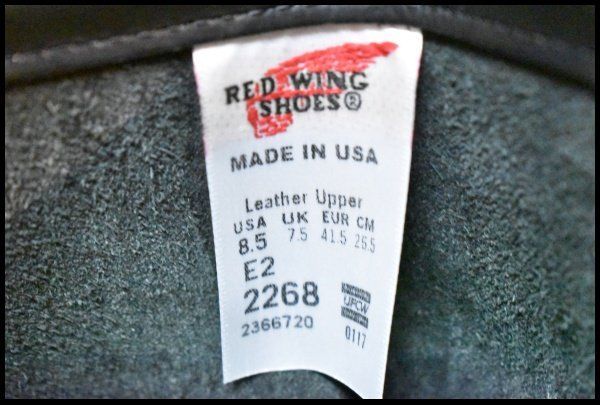 RED WING
SHOES®
MADE IN USA
Leather Upper
USA UK EUR CM
8.5 7.5 41.5 26.5
E2
2268
UFCW
2366720
0117